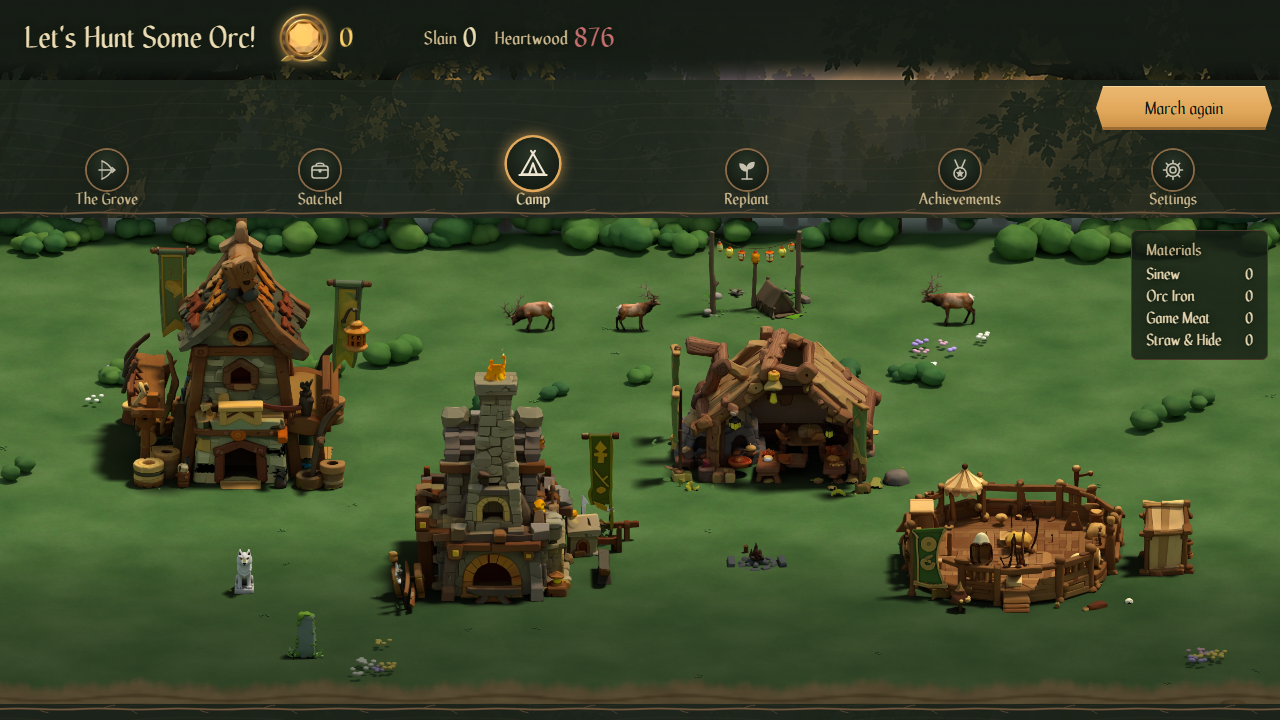 Let's Hunt Some Orc!
0
Slain 0
Heartwood 876
March again
The Grove
Satchel
Camp
Replant
Achievements
Settings
Materials
Sinew 0
Orc Iron 0
Game Meat 0
Straw & Hide 0